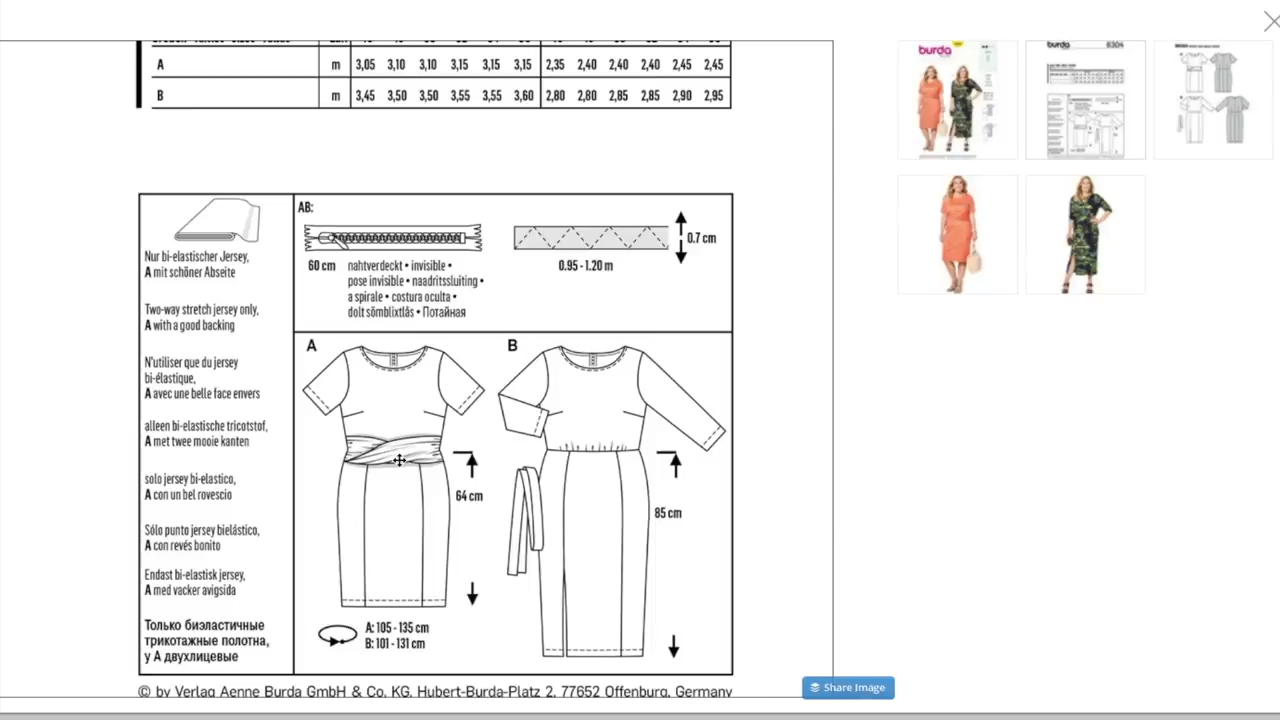 A m 3,05 3,10 3,10 3,15 3,15 3,15 2,35 2,40 2,40 2,40 2,45 2,45
B m 3,45 3,50 3,50 3,55 3,55 3,60 2,80 2,80 2,85 2,85 2,90 2,95
Nur bi-elastischer Jersey,
A mit schöner Abseite
Two-way stretch jersey only,
A with a good backing
N'utiliser que du jersey
bi-élastique,
A avec une belle face envers
alleen bi-elastische tricotstof,
A met twee mooie kanten
solo jersey bi-elastico,
A con un bel rovescio
Sólo punto jersey bielástico,
A con revés bonito
Endast bi-elastisk jersey,
A med vacker avigsida
Только биэластичные
трикотажные полотна,
у А двухлицевые
AB:
60 cm
nahtverdeckt • invisible •
pose invisible • naadritssluiting •
a spirale • costura oculta •
dolt sömblixtlås • Потайная
0.7 cm
0.95 - 1.20 m
A
64 cm
A: 105 - 135 cm
B: 101 - 131 cm
B
85 cm
© by Verlag Aenne Burda GmbH & Co. KG, Hubert-Burda-Platz 2, 77652 Offenburg, Germany
burda
burda 6304
Share Image